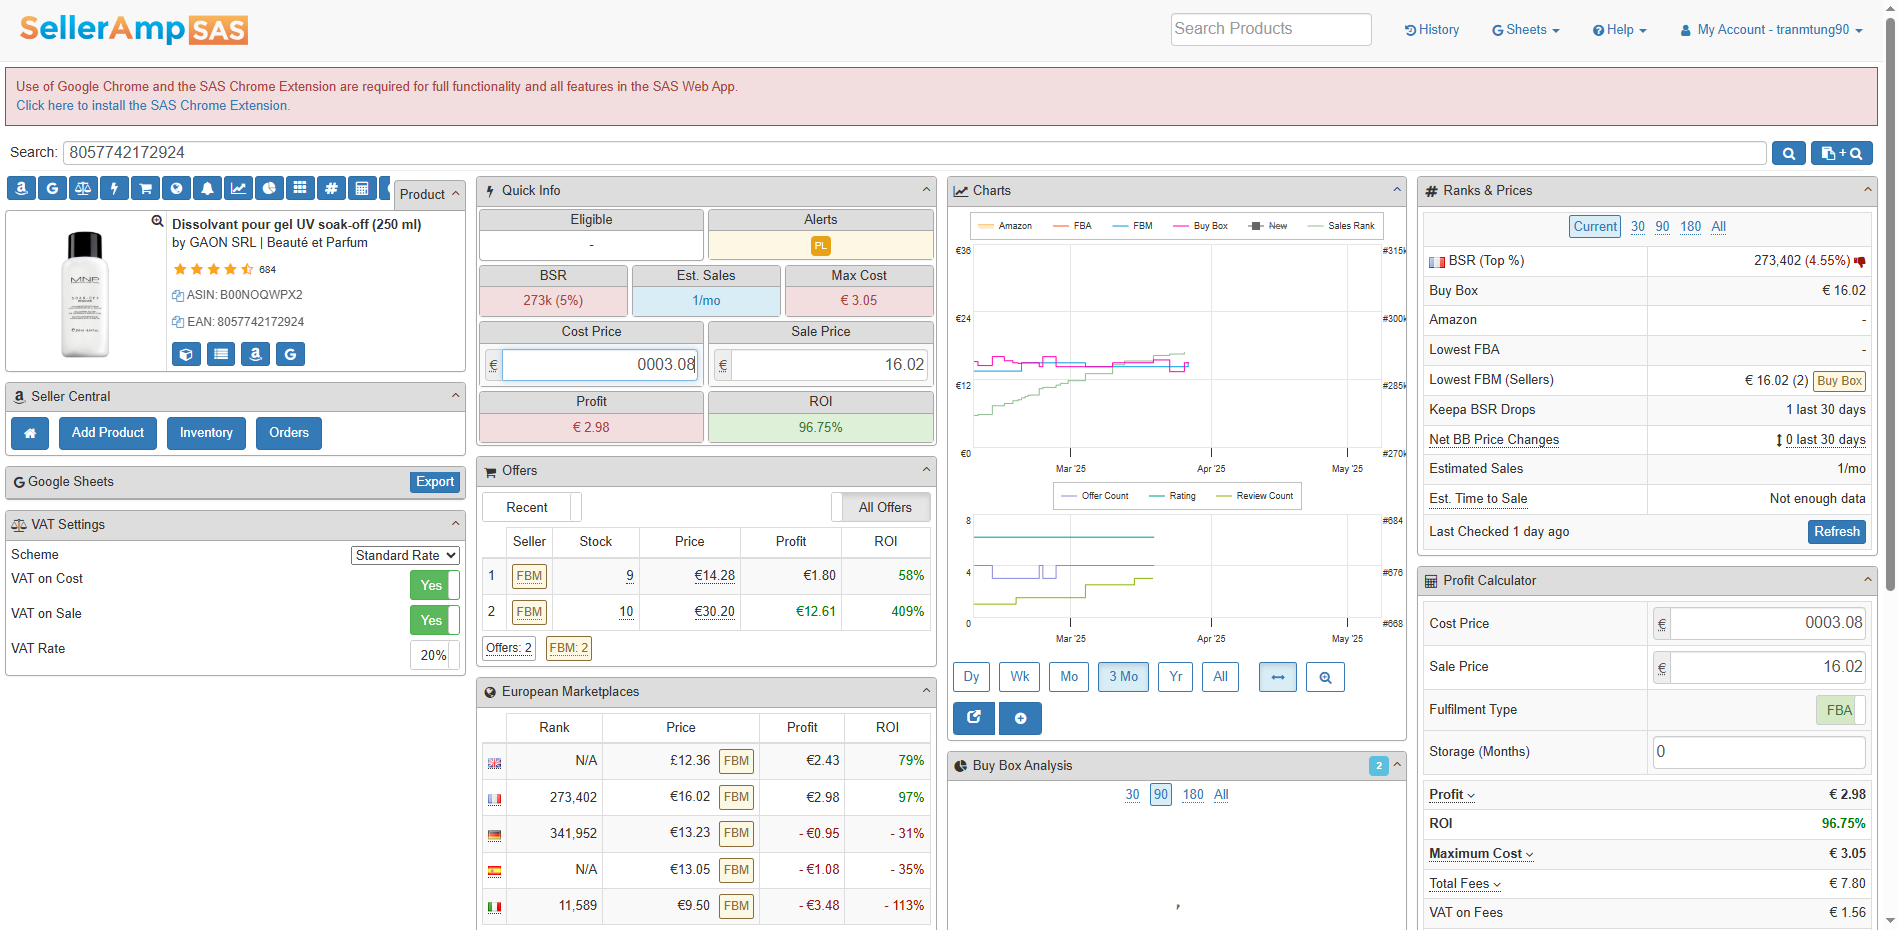 SellerAmp SAS
Search Products
History
G Sheets
Help
My Account - tranmtung90
Use of Google Chrome and the SAS Chrome Extension are required for full functionality and all features in the SAS Web App.
Click here to install the SAS Chrome Extension.
Search: 8057742172924
Product
Dissolvant pour gel UV soak-off (250 ml)
by GAON SRL | Beauté et Parfum
684
ASIN: B00NOQWPX2
EAN: 8057742172924
MNP
Seller Central
Add Product Inventory Orders
Google Sheets Export
VAT Settings
Scheme Standard Rate
VAT on Cost Yes
VAT on Sale Yes
VAT Rate 20%
Quick Info
Eligible Alerts
- PL
BSR Est. Sales Max Cost
273k (5%) 1/mo € 3.05
Cost Price Sale Price
€ 0003.08 € 16.02
Profit ROI
€ 2.98 96.75%
Offers
Recent All Offers
Seller Stock Price Profit ROI
1 FBM 9 €14.28 €1.80 58%
2 FBM 10 €30.20 €12.61 409%
Offers: 2 FBM: 2
European Marketplaces
Rank Price Profit ROI
N/A £12.36 FBM €2.43 79%
273,402 €16.02 FBM €2.98 97%
341,952 €13.23 FBM - €0.95 - 31%
N/A €13.05 FBM - €1.08 - 35%
11,589 €9.50 FBM - €3.48 - 113%
Charts
Amazon FBA FBM Buy Box New Sales Rank
€36 #315k
€24 #300k
€12 #285k
€0 #270k
Mar '25 Apr '25 May '25
Offer Count Rating Review Count
8 #684
4 #676
0 #668
Mar '25 Apr '25 May '25
Dy Wk Mo 3 Mo Yr All
Buy Box Analysis 2
30 90 180 All
Ranks & Prices
Current 30 90 180 All
BSR (Top %) 273,402 (4.55%)
Buy Box € 16.02
Amazon -
Lowest FBA -
Lowest FBM (Sellers) € 16.02 (2) Buy Box
Keepa BSR Drops 1 last 30 days
Net BB Price Changes 0 last 30 days
Estimated Sales 1/mo
Est. Time to Sale Not enough data
Last Checked 1 day ago Refresh
Profit Calculator
Cost Price € 0003.08
Sale Price € 16.02
Fulfilment Type FBA
Storage (Months) 0
Profit € 2.98
ROI 96.75%
Maximum Cost € 3.05
Total Fees € 7.80
VAT on Fees € 1.56